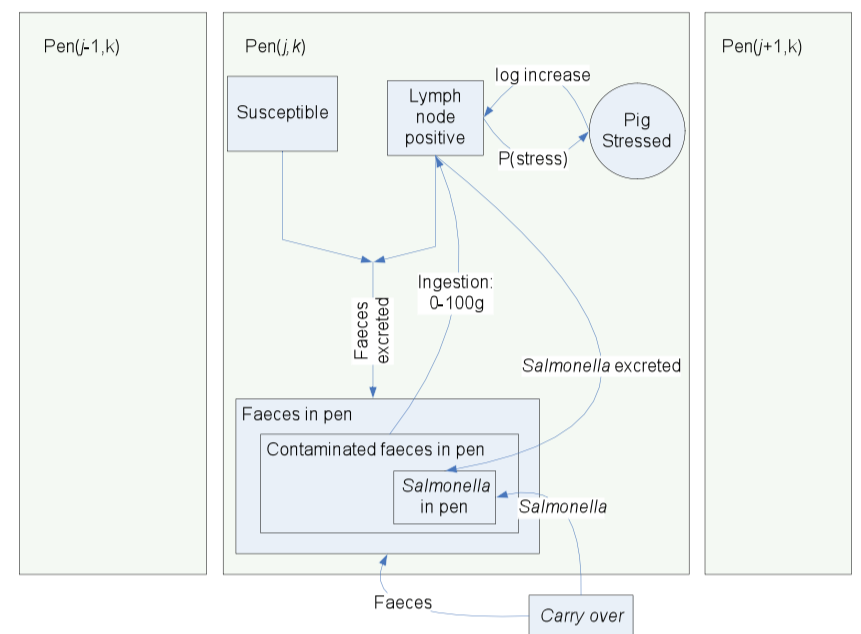 Pen(j-1,k)
Pen(j,k)
Pen(j+1,k)
log increase
Susceptible
Lymph
node
positive
Pig
Stressed
P(stress)
Ingestion:
0-100g
Faeces
excreted
Salmonella excreted
Faeces in pen
Contaminated faeces in pen
Salmonella
in pen
Salmonella
Faeces
Carry over